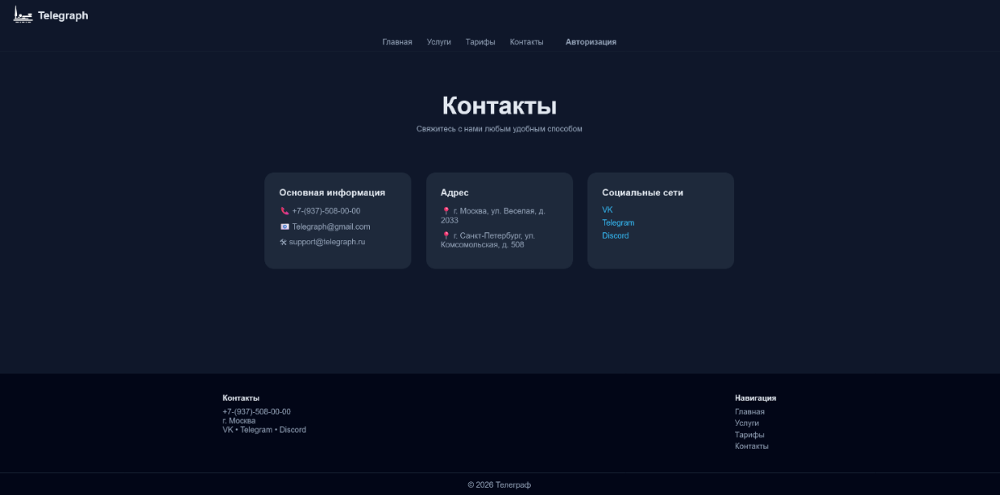 Telegraph
Главная Услуги Тарифы Контакты Авторизация
Контакты
Свяжитесь с нами любым удобным способом
Основная информация
+7-(937)-508-00-00
Telegraph@gmail.com
support@telegraph.ru
Адрес
г. Москва, ул. Веселая, д.
2033
г. Санкт-Петербург, ул.
Комсомольская, д. 508
Социальные сети
VK
Telegram
Discord
Контакты
+7-(937)-508-00-00
г. Москва
VK • Telegram • Discord
Навигация
Главная
Услуги
Тарифы
Контакты
© 2026 Телеграф